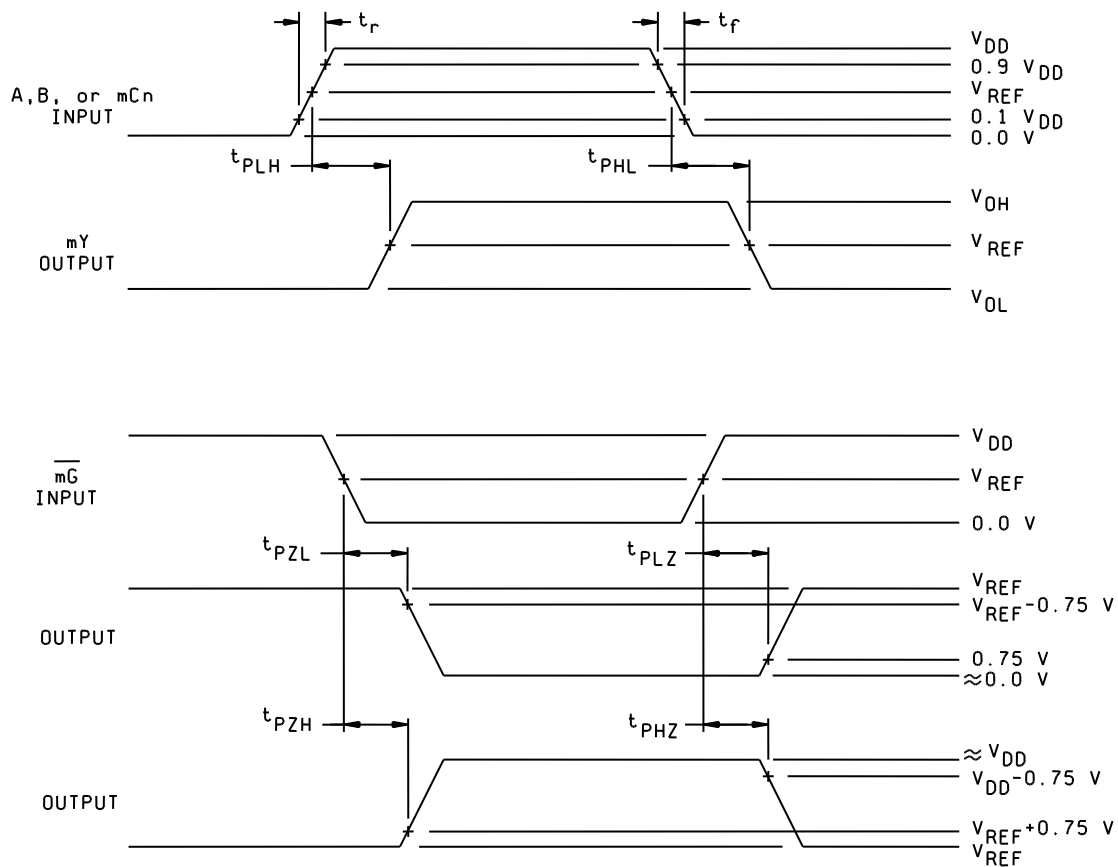 t_r
t_f
V_DD
0.9 V_DD
A,B, or mCn
INPUT
V_REF
0.1 V_DD
0.0 V
t_PLH
t_PHL
V_OH
mY
OUTPUT
V_REF
V_OL
V_DD
m̅G̅
INPUT
V_REF
0.0 V
t_PZL
t_PLZ
V_REF
V_REF-0.75 V
OUTPUT
0.75 V
≈0.0 V
t_PZH
t_PHZ
≈V_DD
V_DD-0.75 V
OUTPUT
V_REF+0.75 V
V_REF